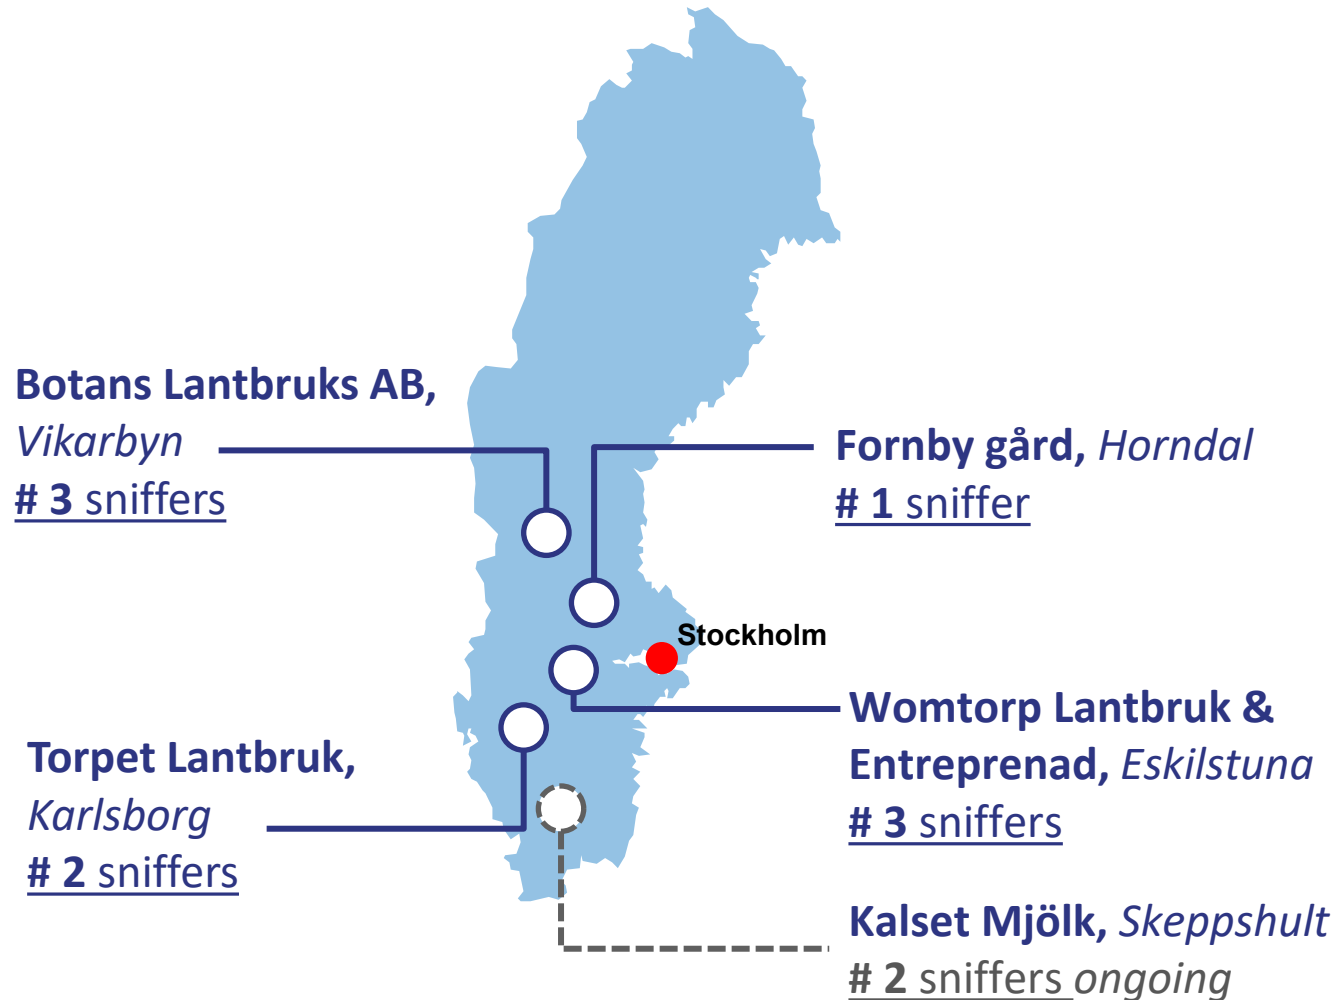 Botans Lantbruks AB,
Vikarbyn
# 3 sniffers
Fornby gård, Horndal
# 1 sniffer
Stockholm
Womtorp Lantbruk &
Entreprenad, Eskilstuna
# 3 sniffers
Torpet Lantbruk,
Karlsborg
# 2 sniffers
Kalset Mjölk, Skeppshult
# 2 sniffers ongoing